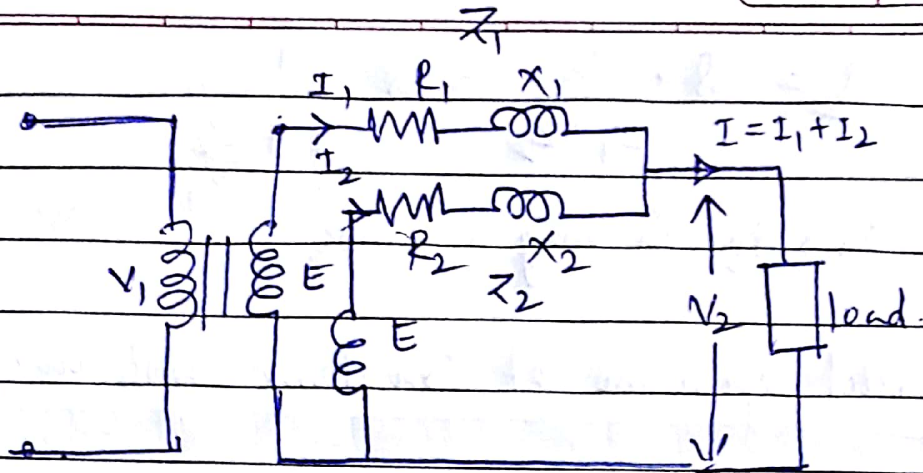 Z₁
I₁ R₁ X₁
I = I₁ + I₂
I₂
R₂ X₂
Z₂
V₁ E
E
V₂ load